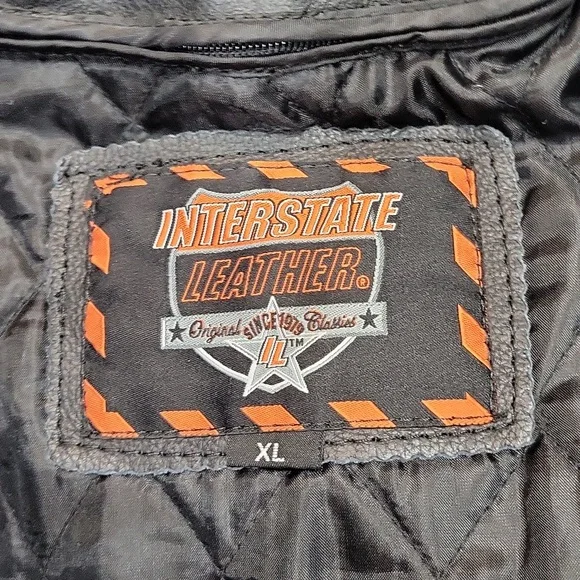 INTERSTATE
LEATHER®
Original SINCE 1979 Classics
IL™
XL